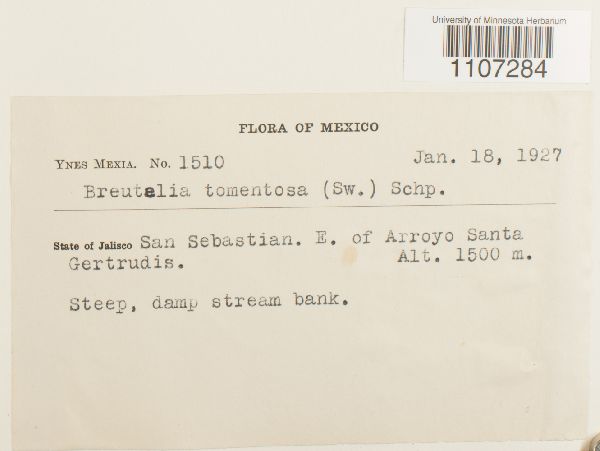 University of Minnesota Herbarium
1107284
FLORA OF MEXICO
YNES MEXIA. No. 1510 Jan. 18, 1927
Breutelia tomentosa (Sw.) Schp.
State of Jalisco San Sebastian. E. of Arroyo Santa
Gertrudis. Alt. 1500 m.
Steep, damp stream bank.